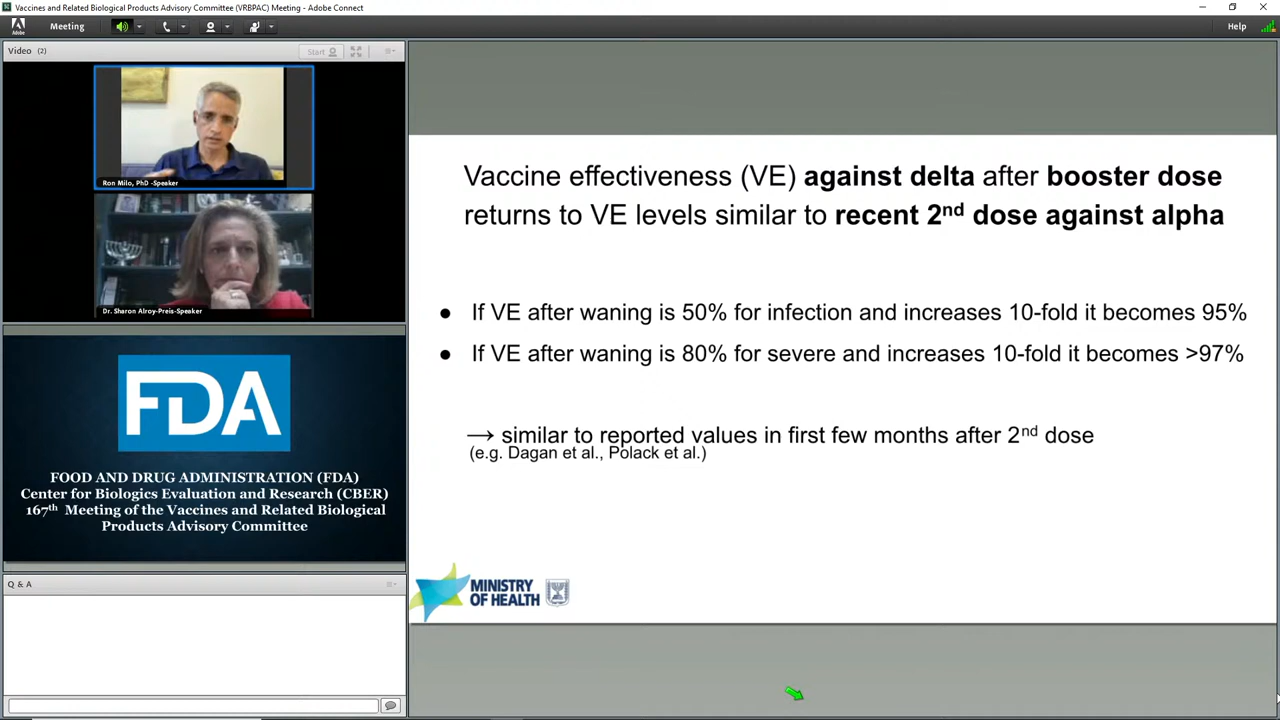 Vaccines and Related Biological Products Advisory Committee (VRBPAC) Meeting - Adobe Connect
Adobe
Meeting
Help
Video (2)
Start
Ron Milo, PhD -Speaker
Dr. Sharon Alroy-Preis-Speaker
FDA
FOOD AND DRUG ADMINISTRATION (FDA)
Center for Biologics Evaluation and Research (CBER)
167th Meeting of the Vaccines and Related Biological
Products Advisory Committee
Q & A
Vaccine effectiveness (VE) against delta after booster dose
returns to VE levels similar to recent 2nd dose against alpha
● If VE after waning is 50% for infection and increases 10-fold it becomes 95%
● If VE after waning is 80% for severe and increases 10-fold it becomes >97%
→ similar to reported values in first few months after 2nd dose
(e.g. Dagan et al., Polack et al.)
MINISTRY
OF HEALTH